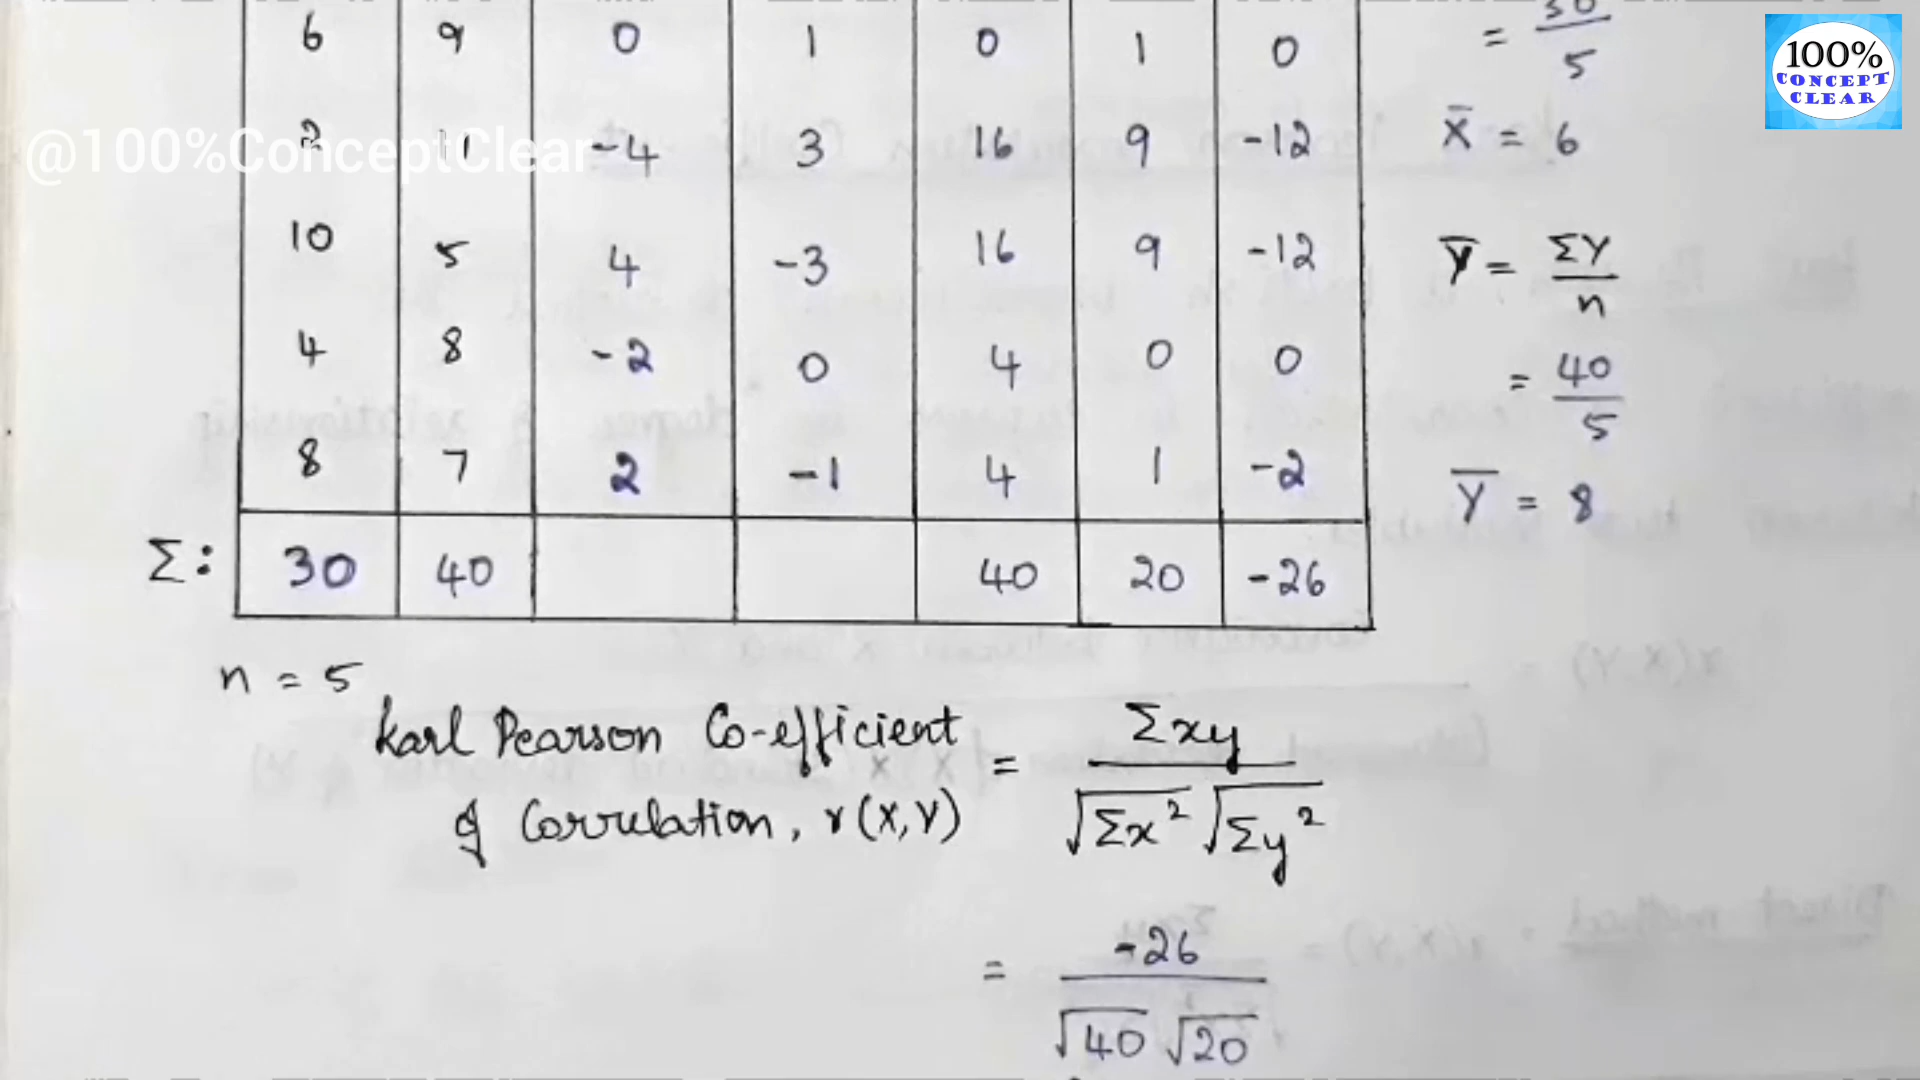 6 9 0 1 0 1 0
2 11 -4 3 16 9 -12
10 5 4 -3 16 9 -12
4 8 -2 0 4 0 0
8 7 2 -1 4 1 -2
Σ: 30 40 40 20 -26
n = 5
Karl Pearson Co-efficient
of Correlation, r(X,Y) = Σxy / √Σx² √Σy²
= -26 / √40 √20
= 30 / 5
X̄ = 6
Ȳ = ΣY / n
= 40 / 5
Ȳ = 8
100%
CONCEPT
CLEAR
@100%ConceptClear